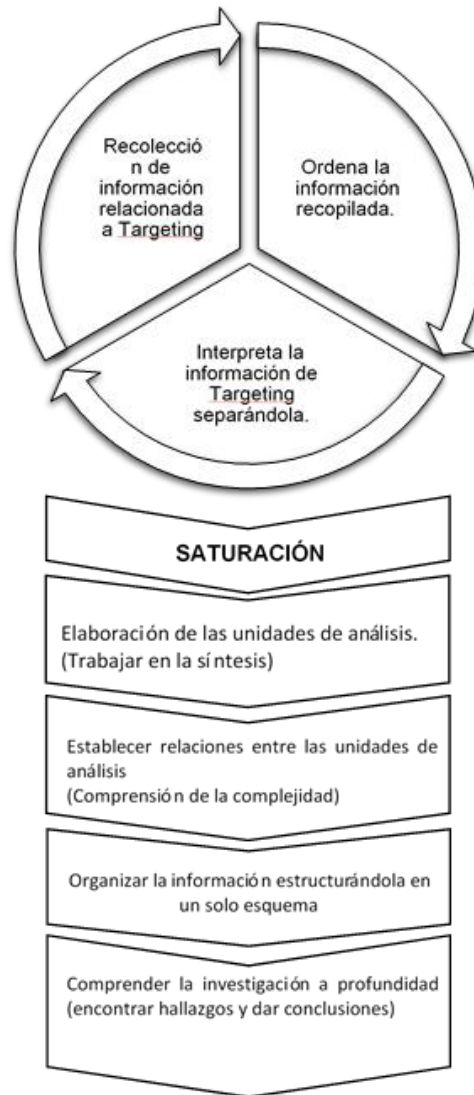 Recolecció
n de
información
relacionada
a Targeting
Ordena la
información
recopilada.
Interpreta la
información de
Targeting
separándola.
SATURACIÓN
Elaboración de las unidades de análisis.
(Trabajar en la síntesis)
Establecer relaciones entre las unidades de
análisis
(Comprensión de la complejidad)
Organizar la información estructurándola en
un solo esquema
Comprender la investigación a profundidad
(encontrar hallazgos y dar conclusiones)